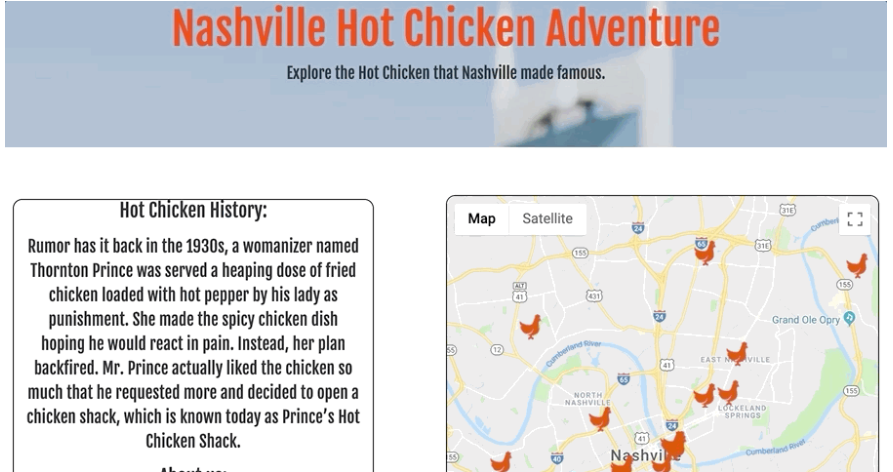 Nashville Hot Chicken Adventure
Explore the Hot Chicken that Nashville made famous.
Hot Chicken History:
Rumor has it back in the 1930s, a womanizer named
Thornton Prince was served a heaping dose of fried
chicken loaded with hot pepper by his lady as
punishment. She made the spicy chicken dish
hoping he would react in pain. Instead, her plan
backfired. Mr. Prince actually liked the chicken so
much that he requested more and decided to open a
chicken shack, which is known today as Prince’s Hot
Chicken Shack.
About us:
Map
Satellite
31E
24
65
31E
155
155
ALT
41
431
24
Grand Ole Opry
12
Cumberland River
EAST NASHVILLE
41
65
155
NORTH
NASHVILLE
LOCKELAND
SPRINGS
24
41
Nashville
40
Cumberland River